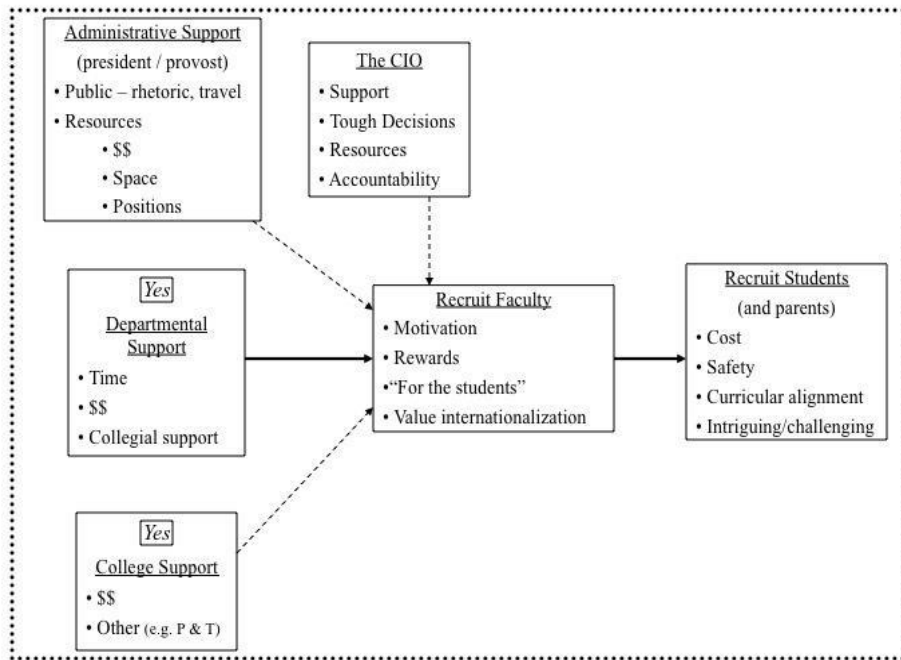 Administrative Support
(president / provost)
• Public – rhetoric, travel
• Resources
• $$
• Space
• Positions
The CIO
• Support
• Tough Decisions
• Resources
• Accountability
Yes
Departmental
Support
• Time
• $$
• Collegial support
Recruit Faculty
• Motivation
• Rewards
•“For the students”
• Value internationalization
Recruit Students
(and parents)
• Cost
• Safety
• Curricular alignment
• Intriguing/challenging
Yes
College Support
• $$
• Other (e.g. P & T)